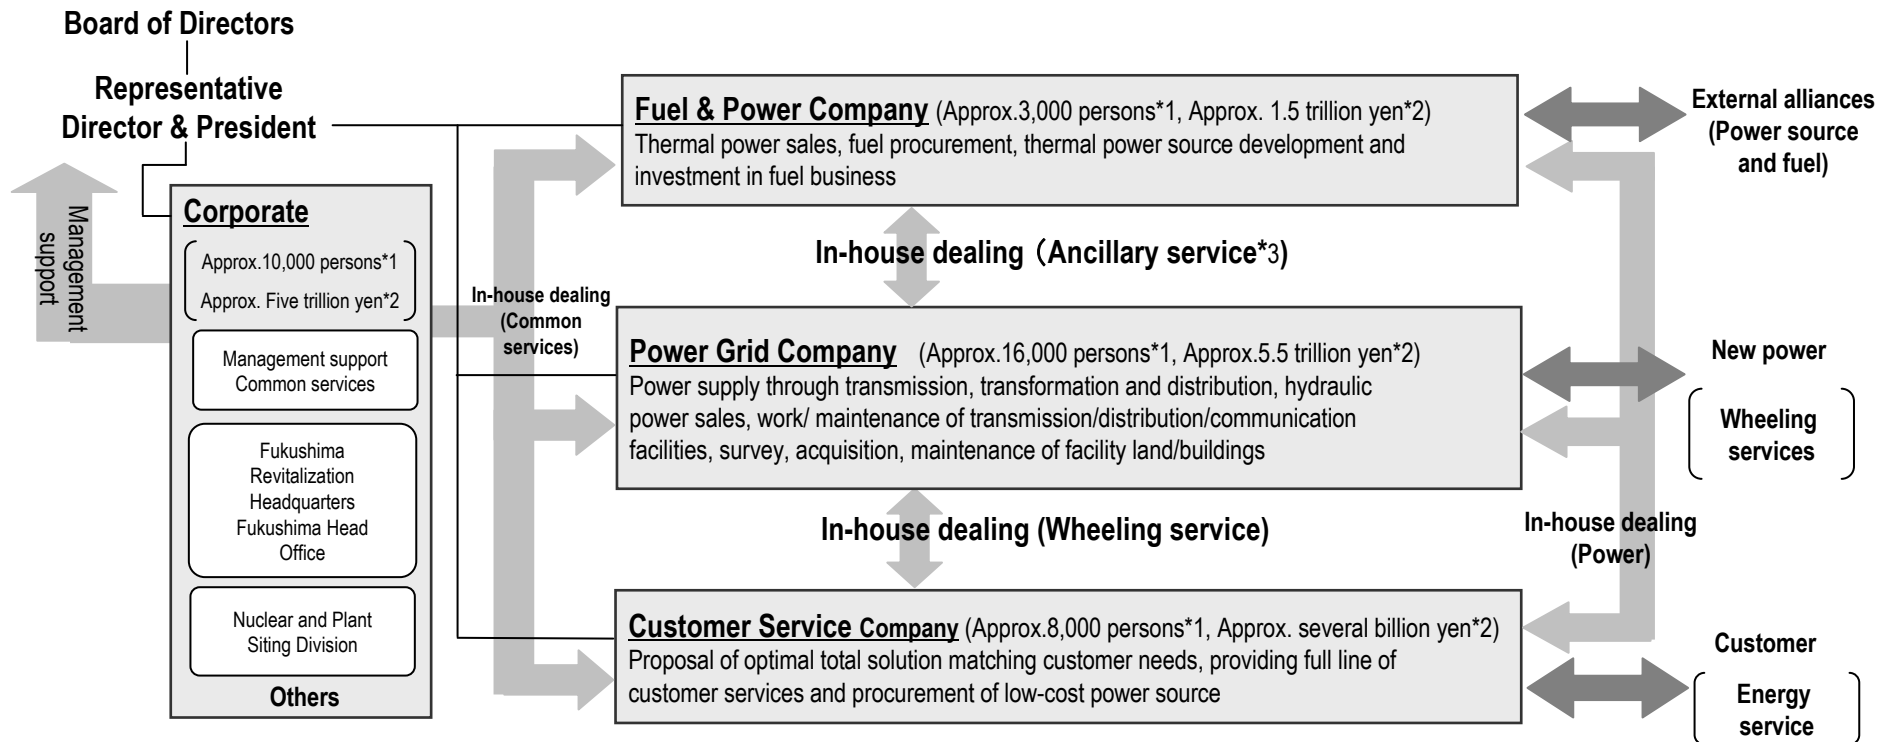 Board of Directors
Representative
Director & President
Management
support
Corporate
Approx.10,000 persons*1
Approx. Five trillion yen*2
Management support
Common services
Fukushima
Revitalization
Headquarters
Fukushima Head
Office
Nuclear and Plant
Siting Division
Others
In-house dealing
(Common
services)
Fuel & Power Company (Approx.3,000 persons*1, Approx. 1.5 trillion yen*2)
Thermal power sales, fuel procurement, thermal power source development and
investment in fuel business
In-house dealing（Ancillary service*3)
Power Grid Company (Approx.16,000 persons*1, Approx.5.5 trillion yen*2)
Power supply through transmission, transformation and distribution, hydraulic
power sales, work/ maintenance of transmission/distribution/communication
facilities, survey, acquisition, maintenance of facility land/buildings
In-house dealing (Wheeling service)
Customer Service Company (Approx.8,000 persons*1, Approx. several billion yen*2)
Proposal of optimal total solution matching customer needs, providing full line of
customer services and procurement of low-cost power source
External alliances
(Power source
and fuel)
New power
Wheeling
services
In-house dealing
(Power)
Customer
Energy
service